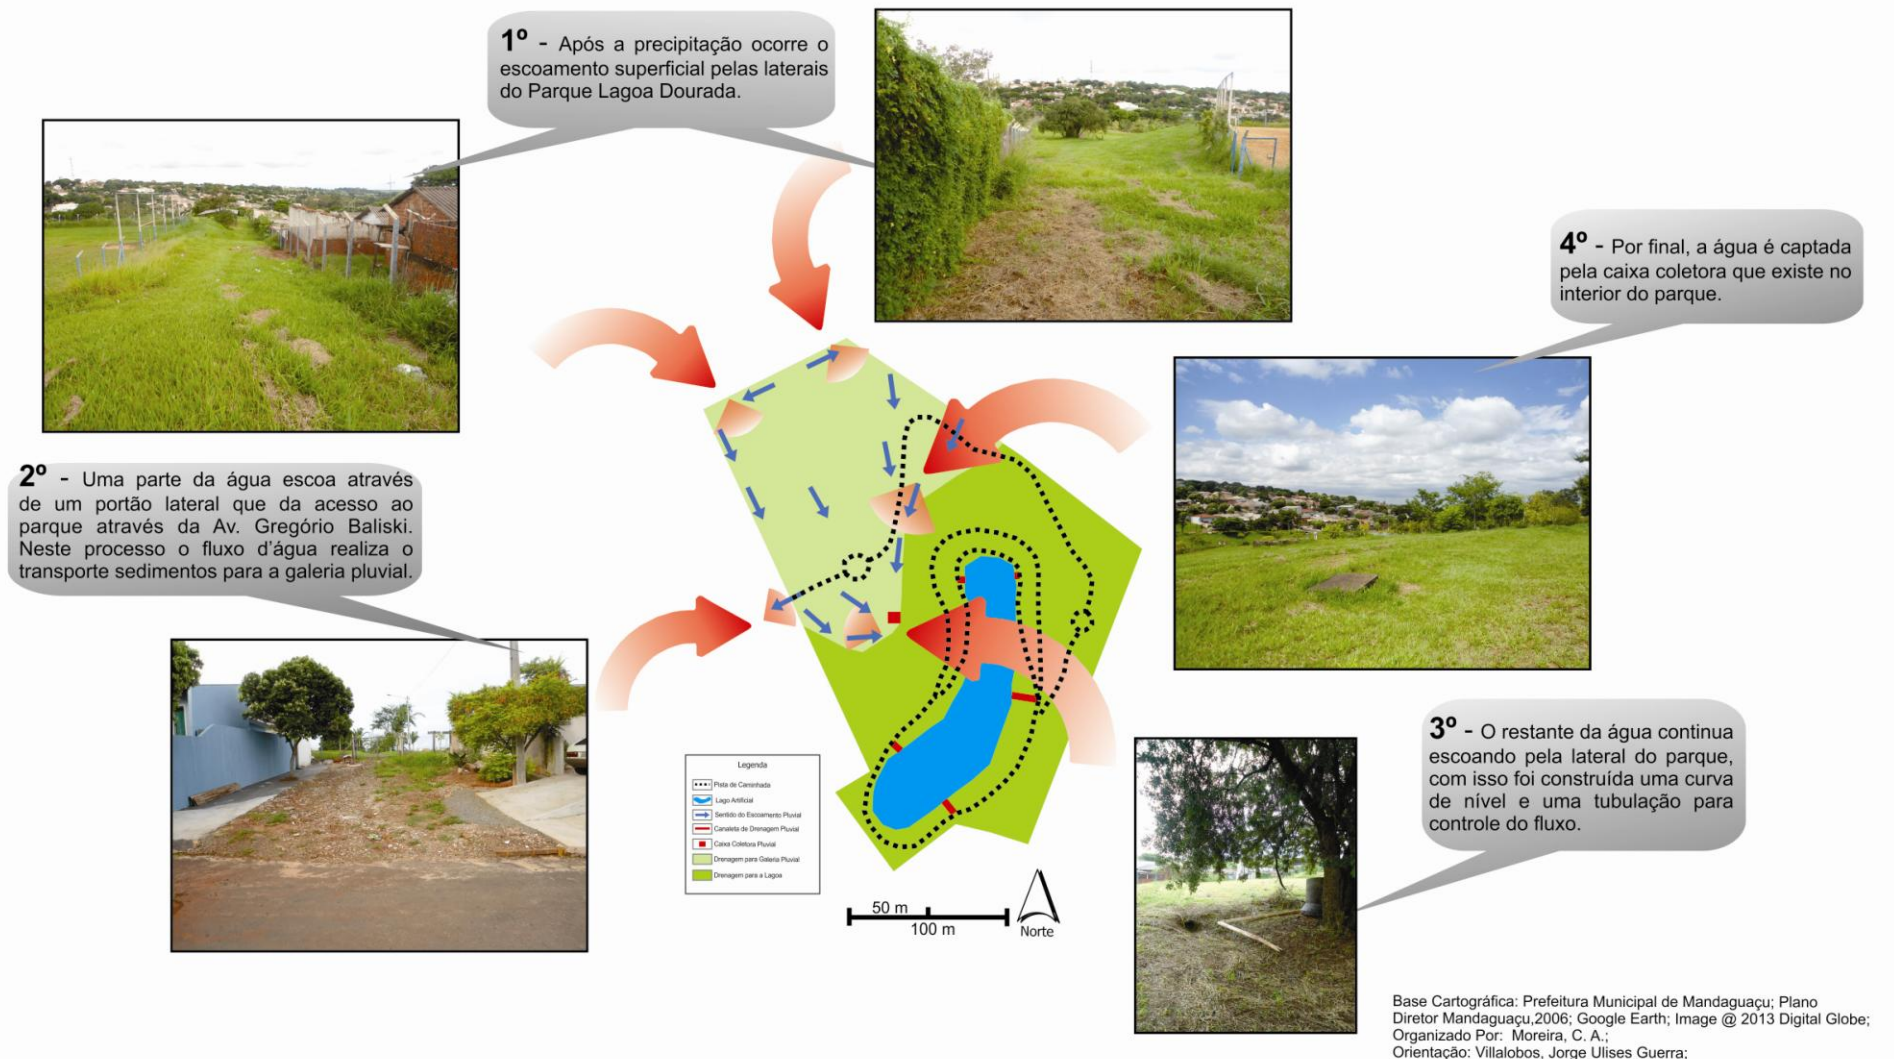 1º - Após a precipitação ocorre o
escoamento superficial pelas laterais
do Parque Lagoa Dourada.
2º - Uma parte da água escoa através
de um portão lateral que da acesso ao
parque através da Av. Gregório Baliski.
Neste processo o fluxo d'água realiza o
transporte sedimentos para a galeria pluvial.
4º - Por final, a água é captada
pela caixa coletora que existe no
interior do parque.
3º - O restante da água continua
escoando pela lateral do parque,
com isso foi construída uma curva
de nível e uma tubulação para
controle do fluxo.
Legenda
Pista de Caminhada
Lago Artificial
Sentido do Escoamento Pluvial
Canaleta de Drenagem Pluvial
Caixa Coletora Pluvial
Drenagem para Galeria Pluvial
Drenagem para a Lagoa
50 m
100 m
Norte
Base Cartográfica: Prefeitura Municipal de Mandaguaçu; Plano
Diretor Mandaguaçu,2006; Google Earth; Image @ 2013 Digital Globe;
Organizado Por: Moreira, C. A.;
Orientação: Villalobos, Jorge Ulises Guerra;